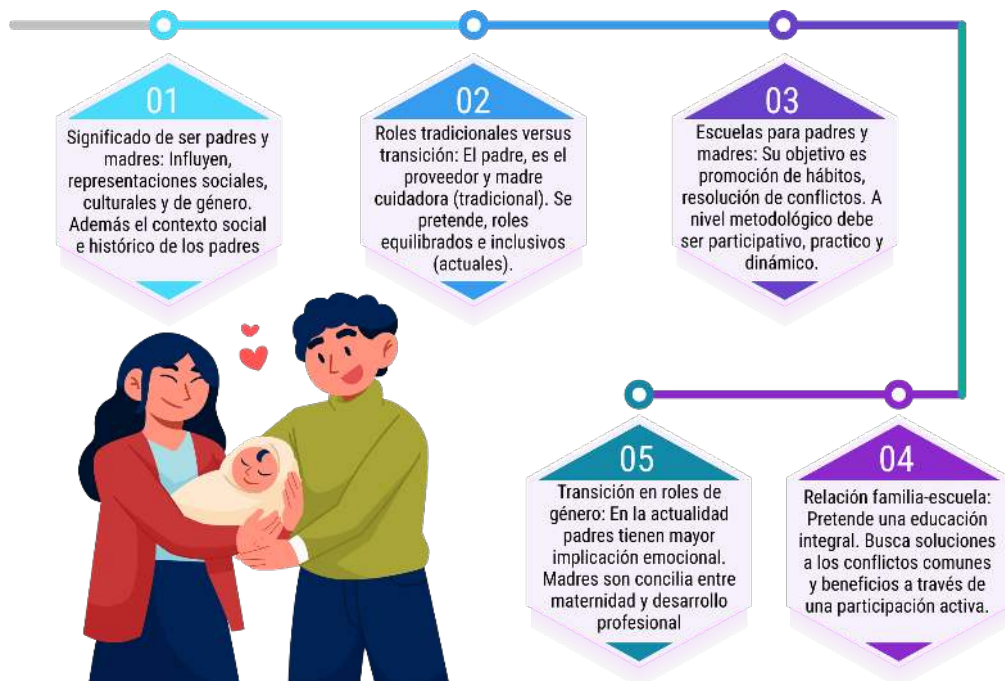 01
Significado de ser padres y
madres: Influyen,
representaciones sociales,
culturales y de género.
Además el contexto social
e histórico de los padres
02
Roles tradicionales versus
transición: El padre, es el
proveedor y madre
cuidadora (tradicional). Se
pretende, roles
equilibrados e inclusivos
(actuales).
03
Escuelas para padres y
madres: Su objetivo es
promoción de hábitos,
resolución de conflictos. A
nivel metodológico debe
ser participativo, practico y
dinámico.
04
Relación familia-escuela:
Pretende una educación
integral. Busca soluciones
a los conflictos comunes
y beneficios a través de
una participación activa.
05
Transición en roles de
género: En la actualidad
padres tienen mayor
implicación emocional.
Madres son concilia entre
maternidad y desarrollo
profesional